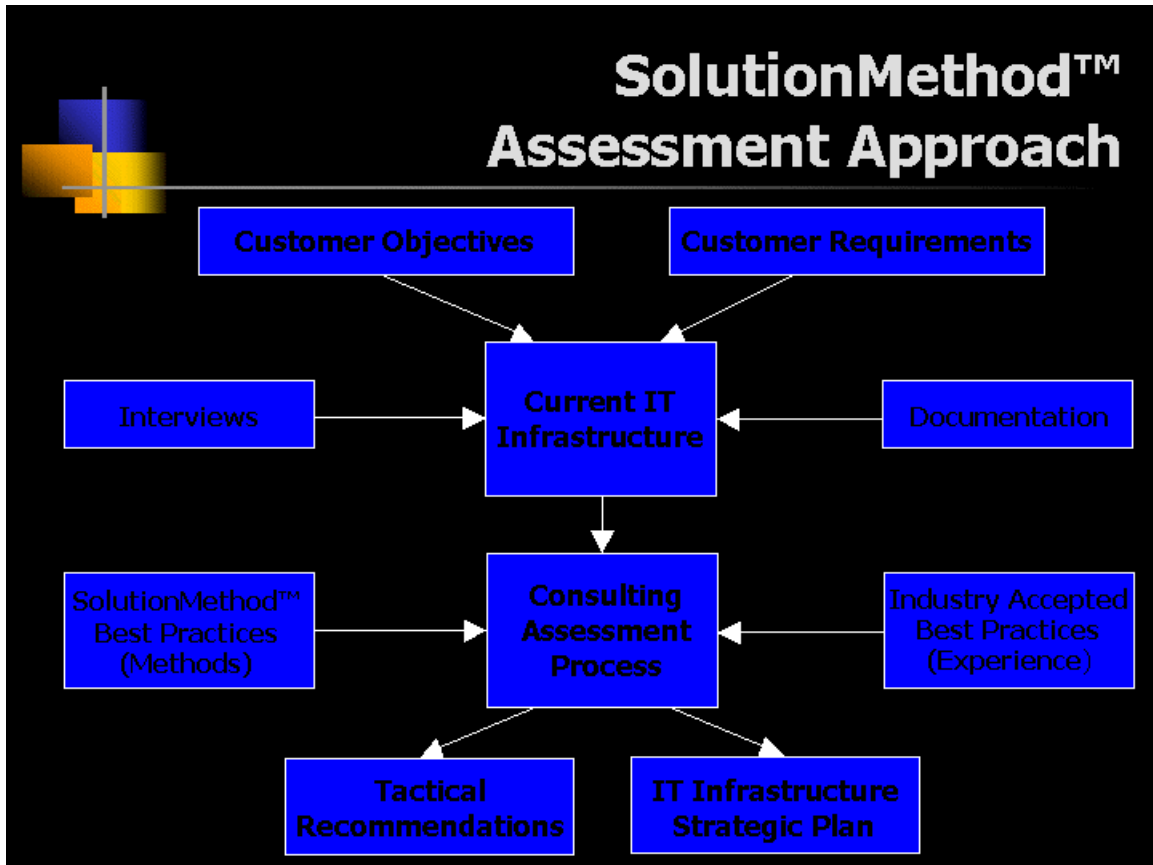 SolutionMethod™
Assessment Approach
Customer Objectives
Customer Requirements
Interviews
Current IT
Infrastructure
Documentation
SolutionMethod™
Best Practices
(Methods)
Consulting
Assessment
Process
Industry Accepted
Best Practices
(Experience)
Tactical
Recommendations
IT Infrastructure
Strategic Plan